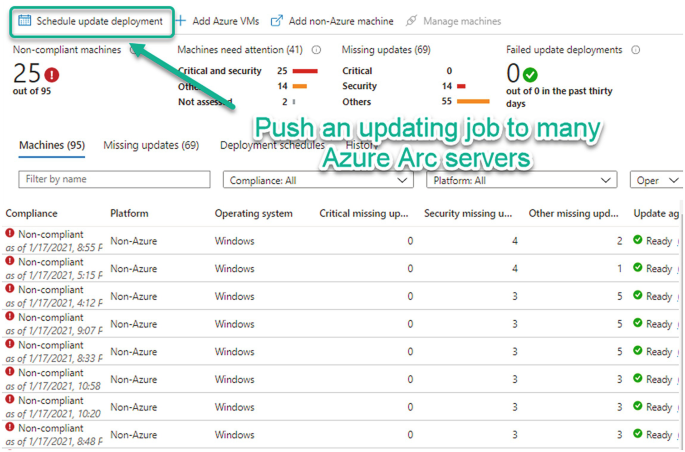 Schedule update deployment + Add Azure VMs Add non-Azure machine Manage machines
Non-compliant machines Machines need attention (41) Missing updates (69) Failed update deployments
25 Critical and security 25 Critical 0 0
out of 95 Others 14 Security 14 out of 0 in the past thirty
Not assessed 2 Others 55 days
Push an updating job to many
Azure Arc servers
Machines (95) Missing updates (69) Deployment schedules History
Filter by name Compliance: All Platform: All Oper
Compliance Platform Operating system Critical missing up... Security missing u... Other missing upd... Update ag
Non-compliant
as of 1/17/2021, 8:55 P Non-Azure Windows 0 4 2 Ready
Non-compliant
as of 1/17/2021, 5:15 P Non-Azure Windows 0 4 1 Ready
Non-compliant
as of 1/17/2021, 4:12 P Non-Azure Windows 0 3 5 Ready
Non-compliant
as of 1/17/2021, 9:07 P Non-Azure Windows 0 3 5 Ready
Non-compliant
as of 1/17/2021, 8:33 P Non-Azure Windows 0 3 5 Ready
Non-compliant
as of 1/17/2021, 10:58 Non-Azure Windows 0 3 3 Ready
Non-compliant
as of 1/17/2021, 10:20 Non-Azure Windows 0 3 3 Ready
Non-compliant
as of 1/17/2021, 8:48 P Non-Azure Windows 0 3 3 Ready